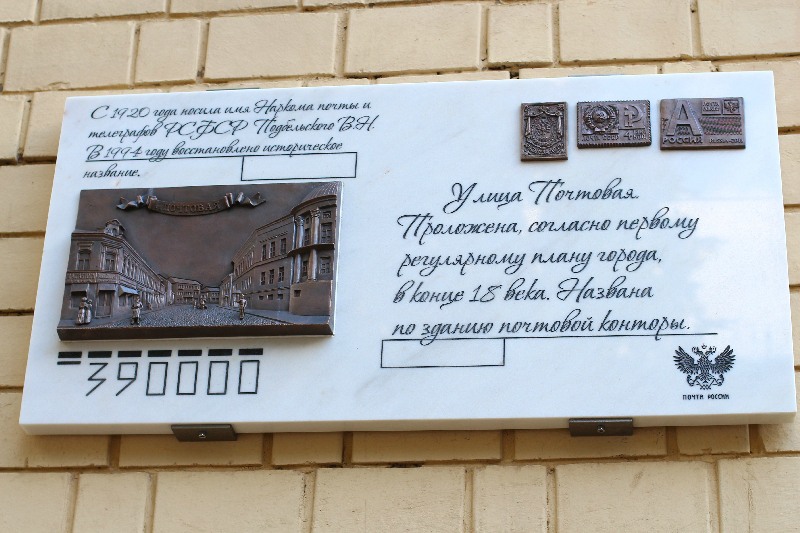 С 1920 года носила имя Наркома почты и
телеграфов РСФСР Подбельского В.Н.
В 1994 году восстановлено историческое
название.
ПОЧТОВАЯ
390000
А
РОССИЯ
Улица Почтовая.
Проложена, согласно первому
регулярному плану города,
в конце 18 века. Названа
по зданию почтовой конторы.
ПОЧТА РОССИИ